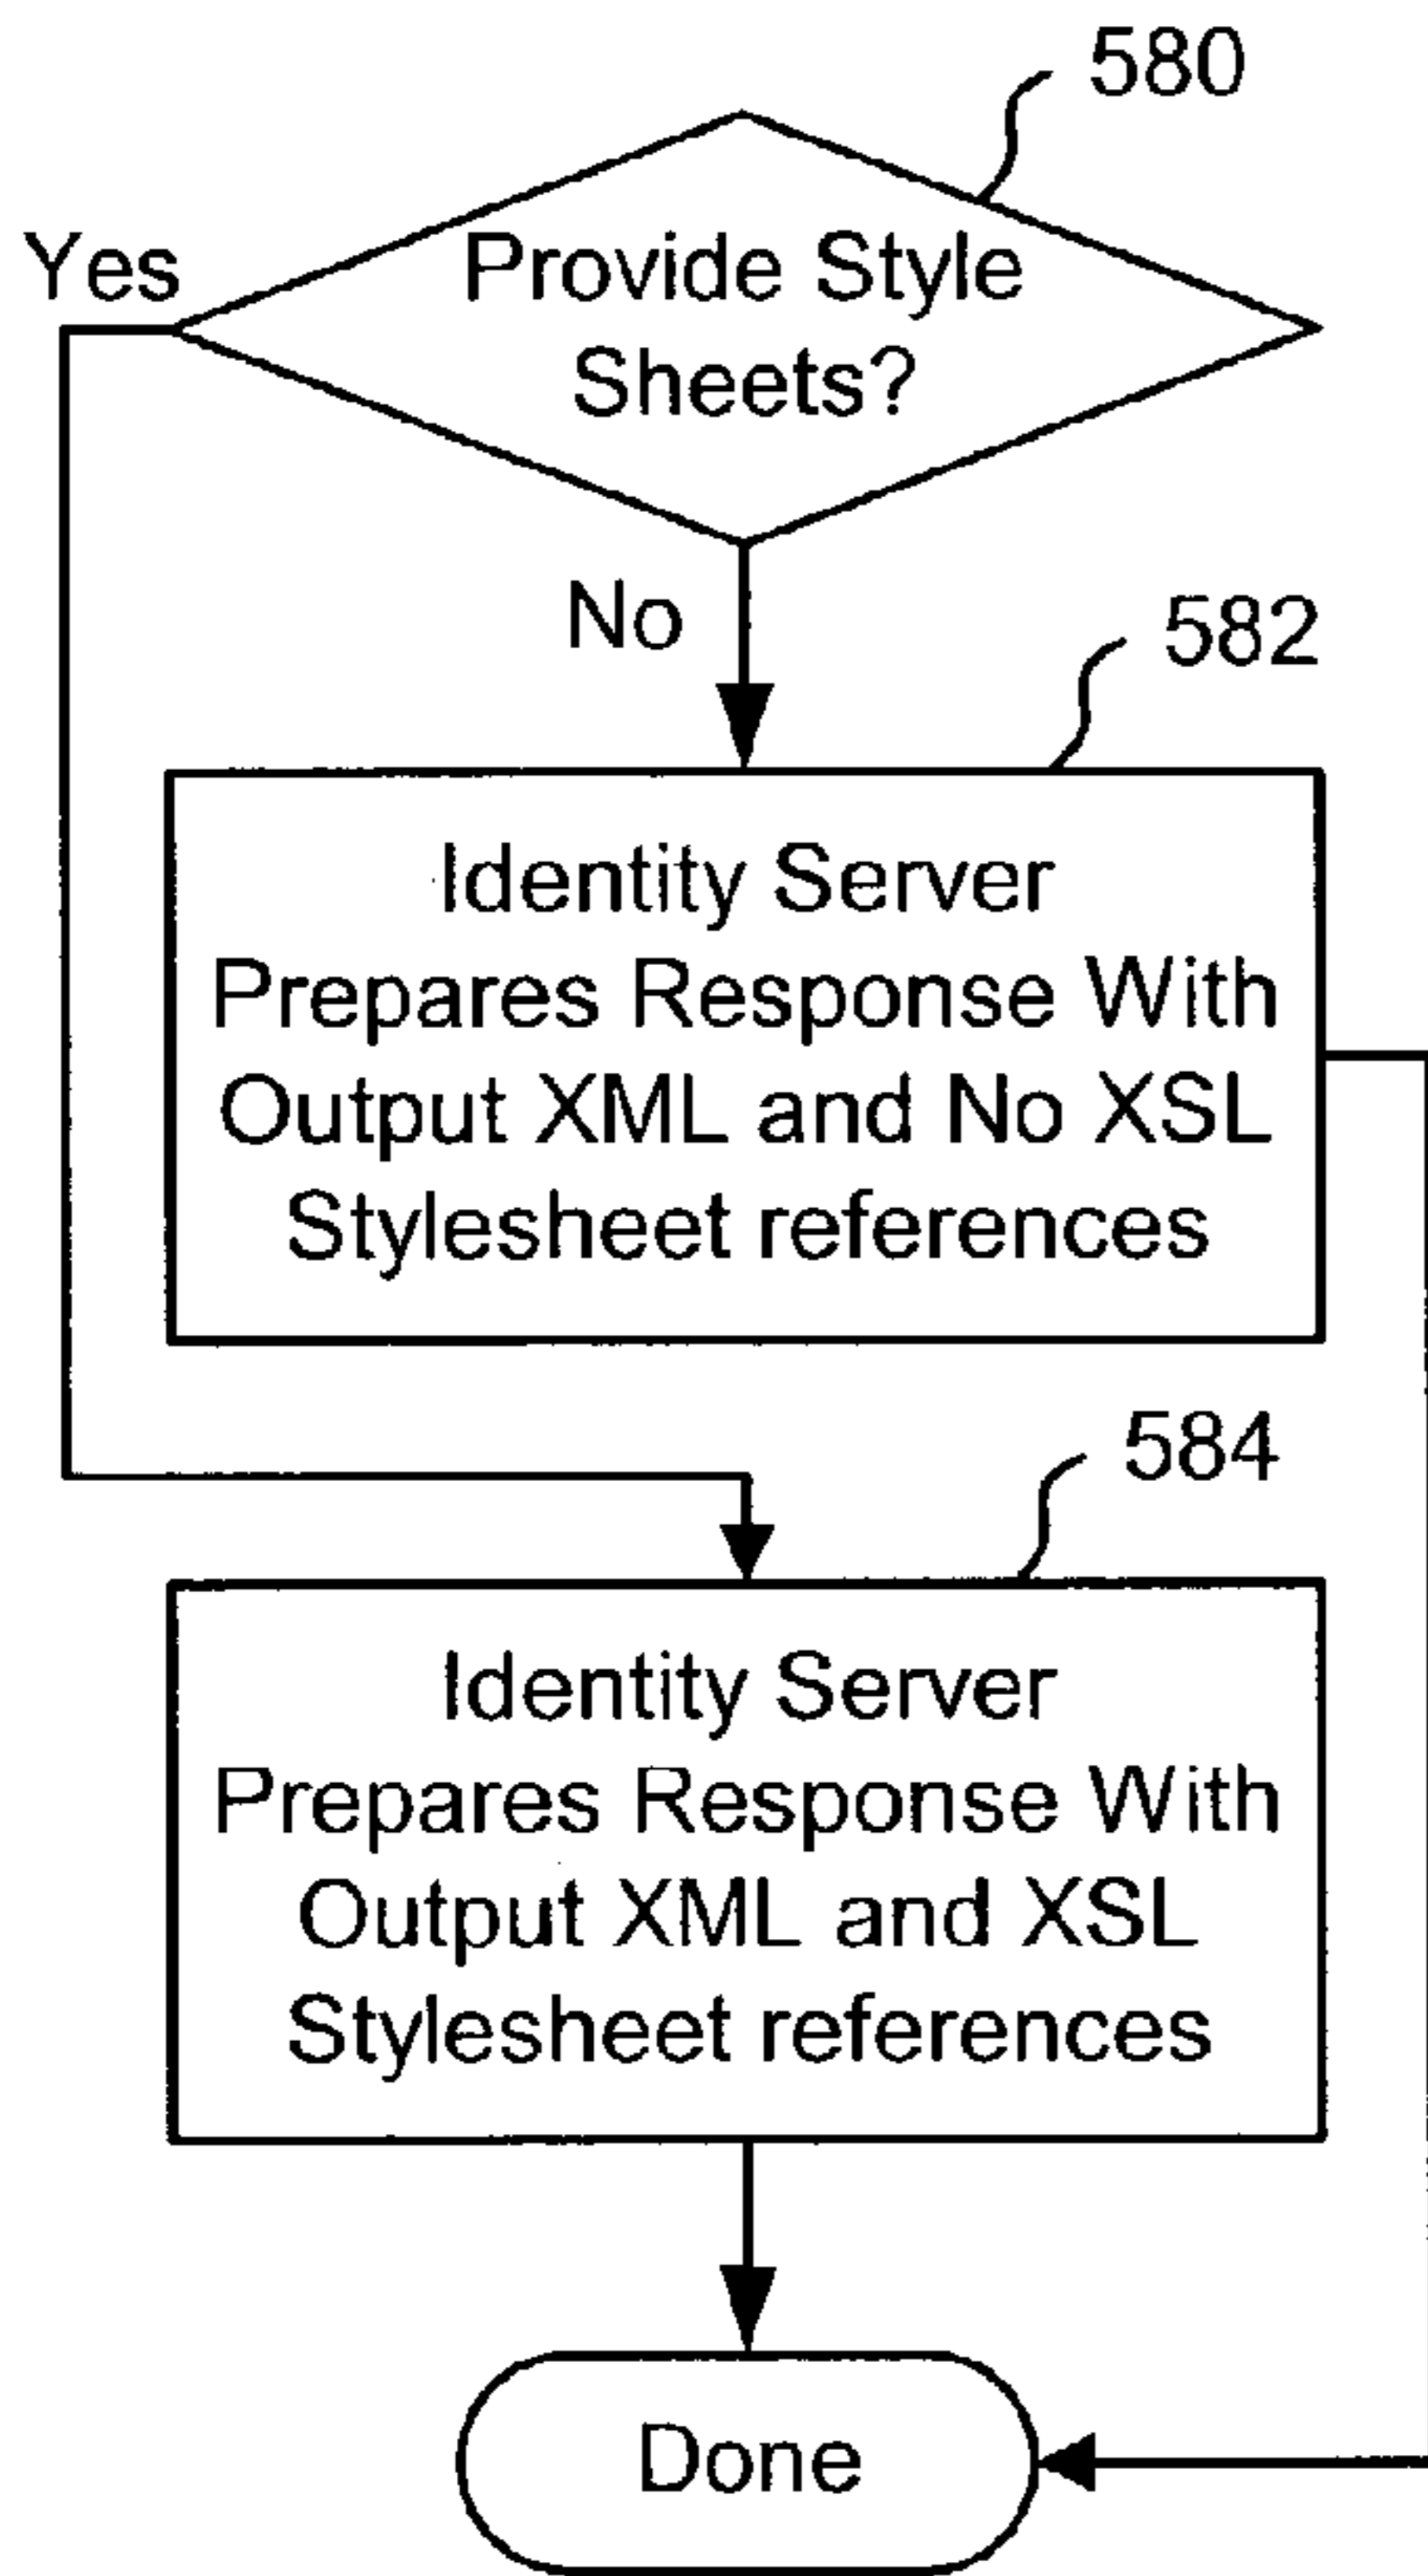 580
Yes
Provide Style
Sheets?
No
582
Identity Server
Prepares Response With
Output XML and No XSL
Stylesheet references
584
Identity Server
Prepares Response With
Output XML and XSL
Stylesheet references
Done